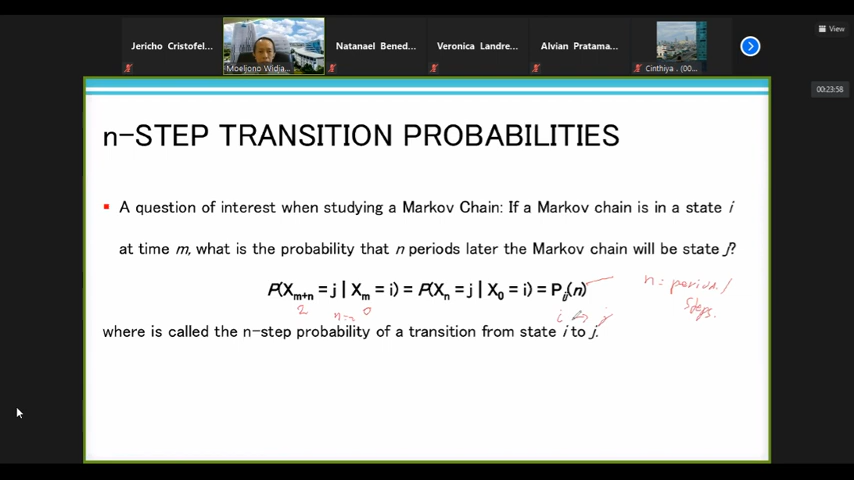 View
Jericho Cristofel...
Moeljono Widja...
Natanael Bened...
Veronica Landre...
Alvian Pratama...
Cinthiya . (00...
00:23:58
n-STEP TRANSITION PROBABILITIES
A question of interest when studying a Markov Chain: If a Markov chain is in a state i
at time m, what is the probability that n periods later the Markov chain will be state j?
P(Xm+n = j | Xm = i) = P(Xn = j | X0 = i) = Pij(n)
n = period /
steps.
2 0
i j
where is called the n-step probability of a transition from state i to j.